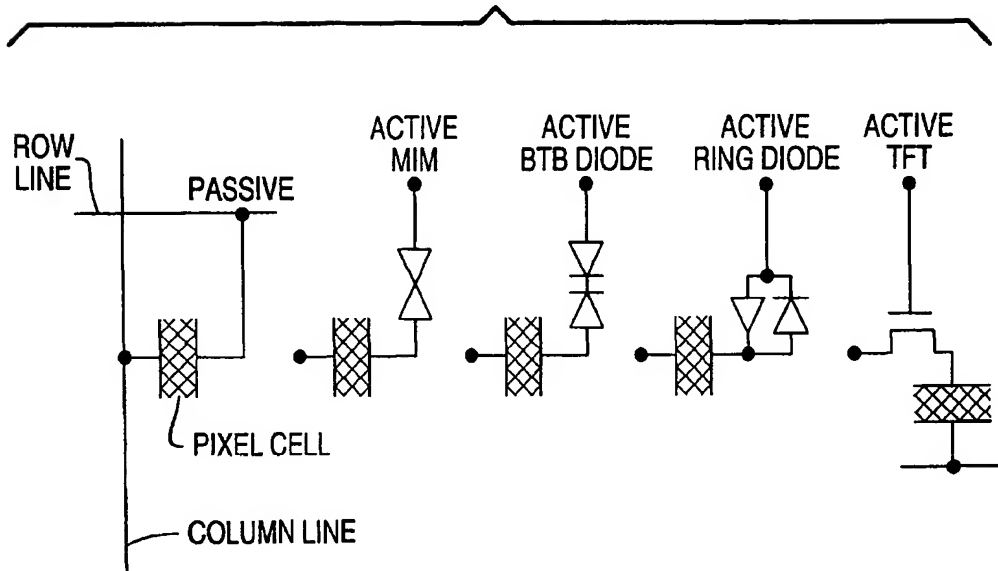 ROW
LINE
PASSIVE
ACTIVE
MIM
ACTIVE
BTB DIODE
ACTIVE
RING DIODE
ACTIVE
TFT
PIXEL CELL
COLUMN LINE